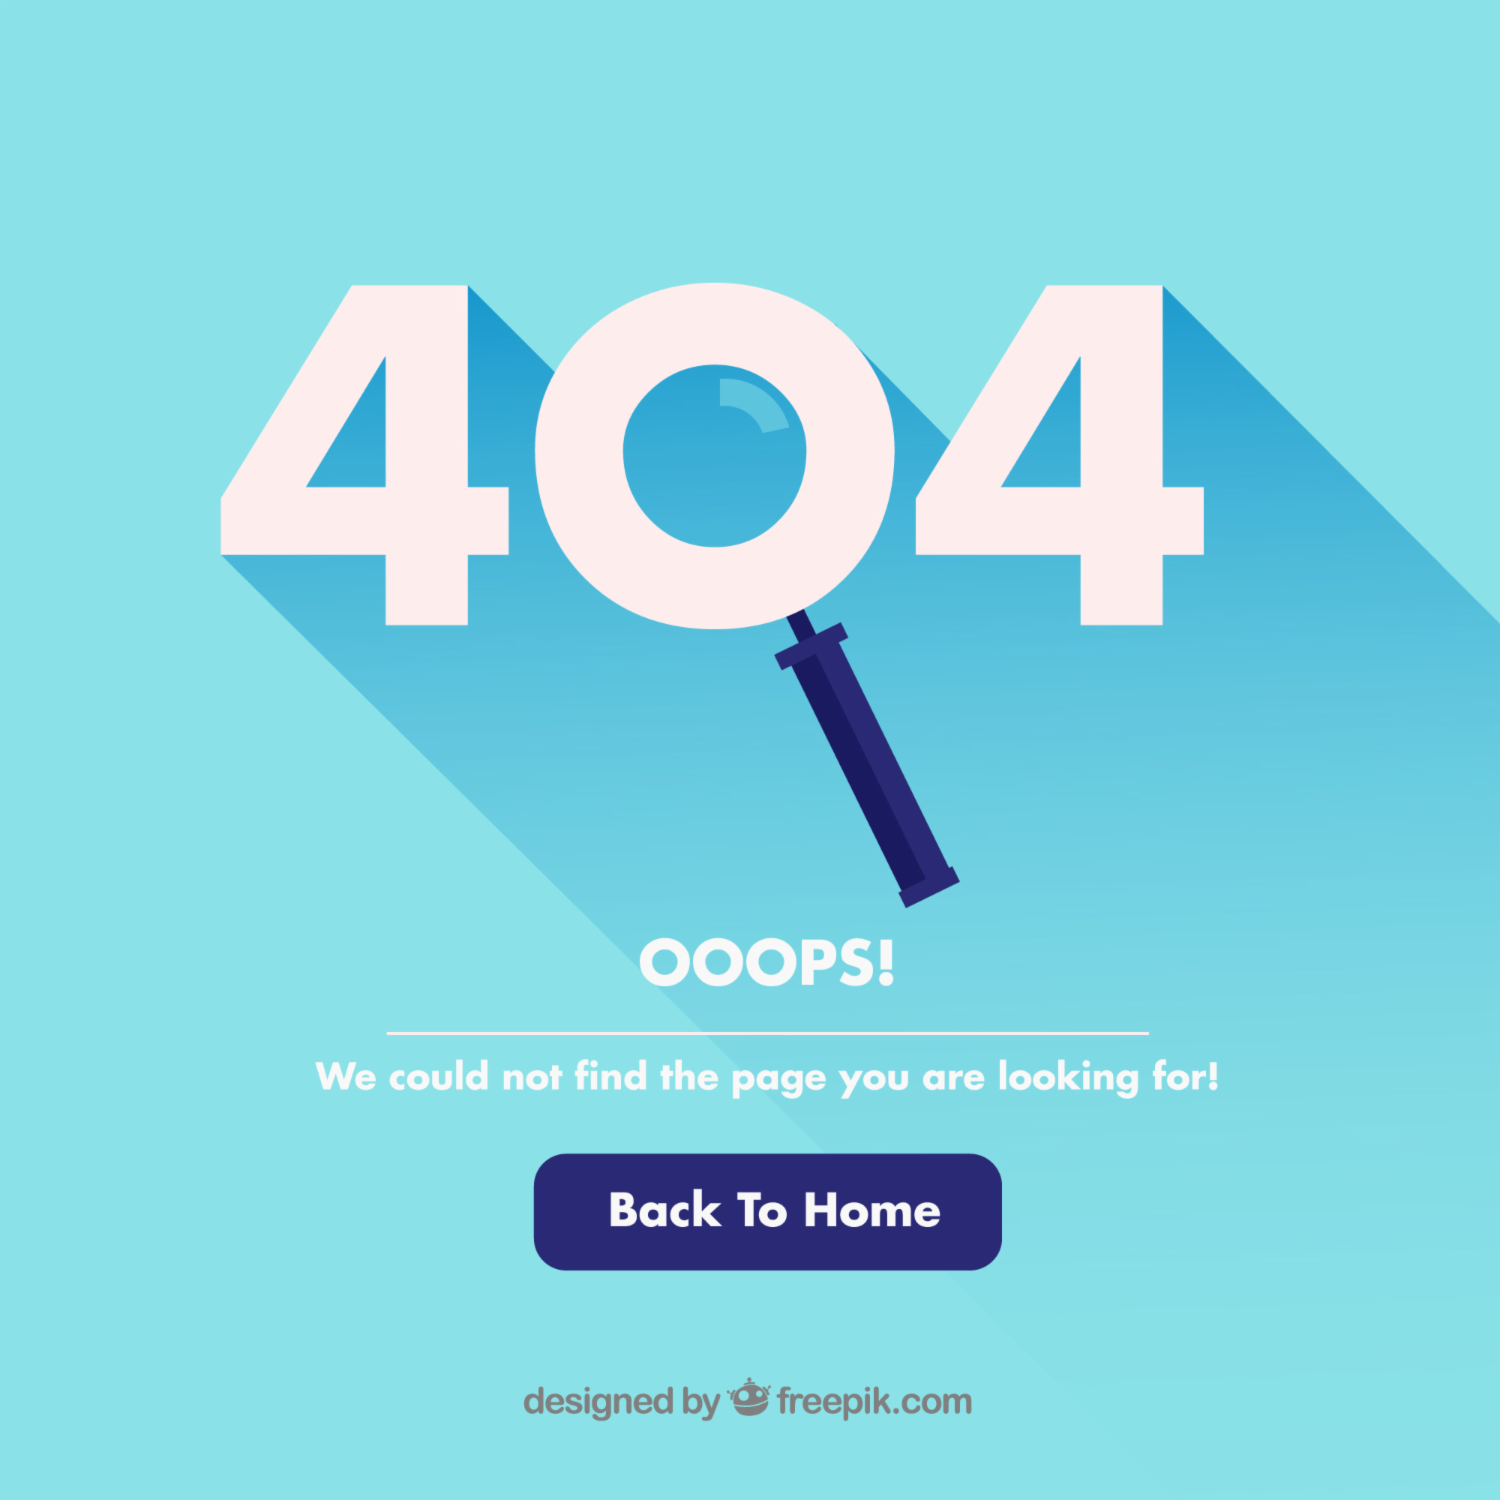 404
OOOPS!
We could not find the page you are looking for!
Back To Home
designed by freepik.com